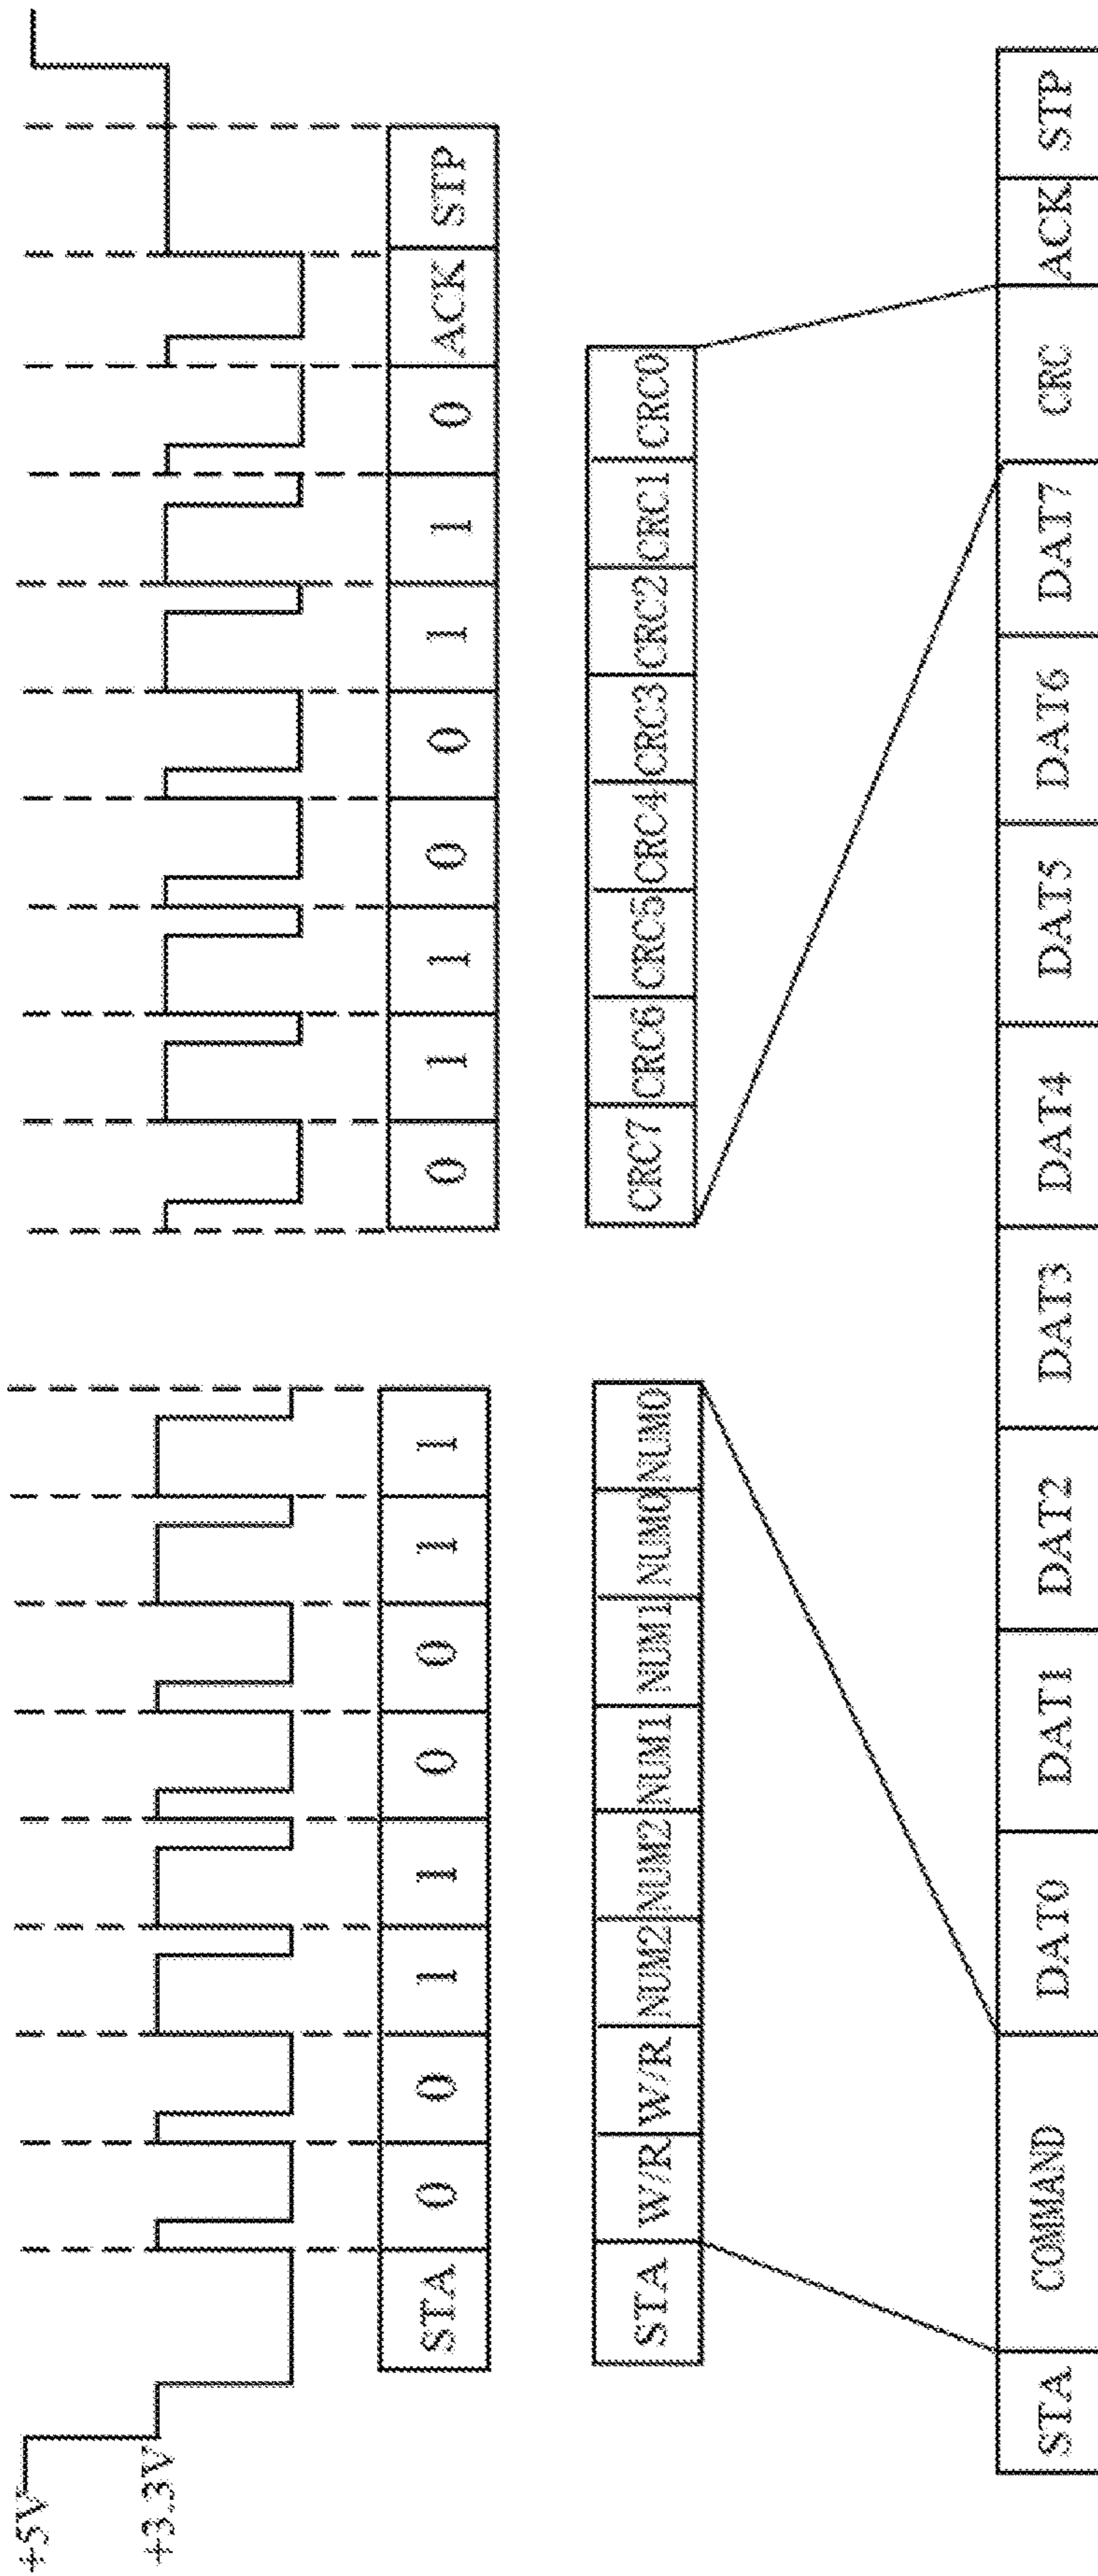 +5V
+3.3V
STA 0 0 1 1 0 0 1 1
0 1 1 0 0 1 1 0 ACK STP
STA W/R W/R NUM2 NUM2 NUM1 NUM1 NUM0 NUM0
CRC7 CRC6 CRC5 CRC4 CRC3 CRC2 CRC1 CRC0
STA COMMAND DAT0 DAT1 DAT2 DAT3 DAT4 DAT5 DAT6 DAT7 CRC ACK STP